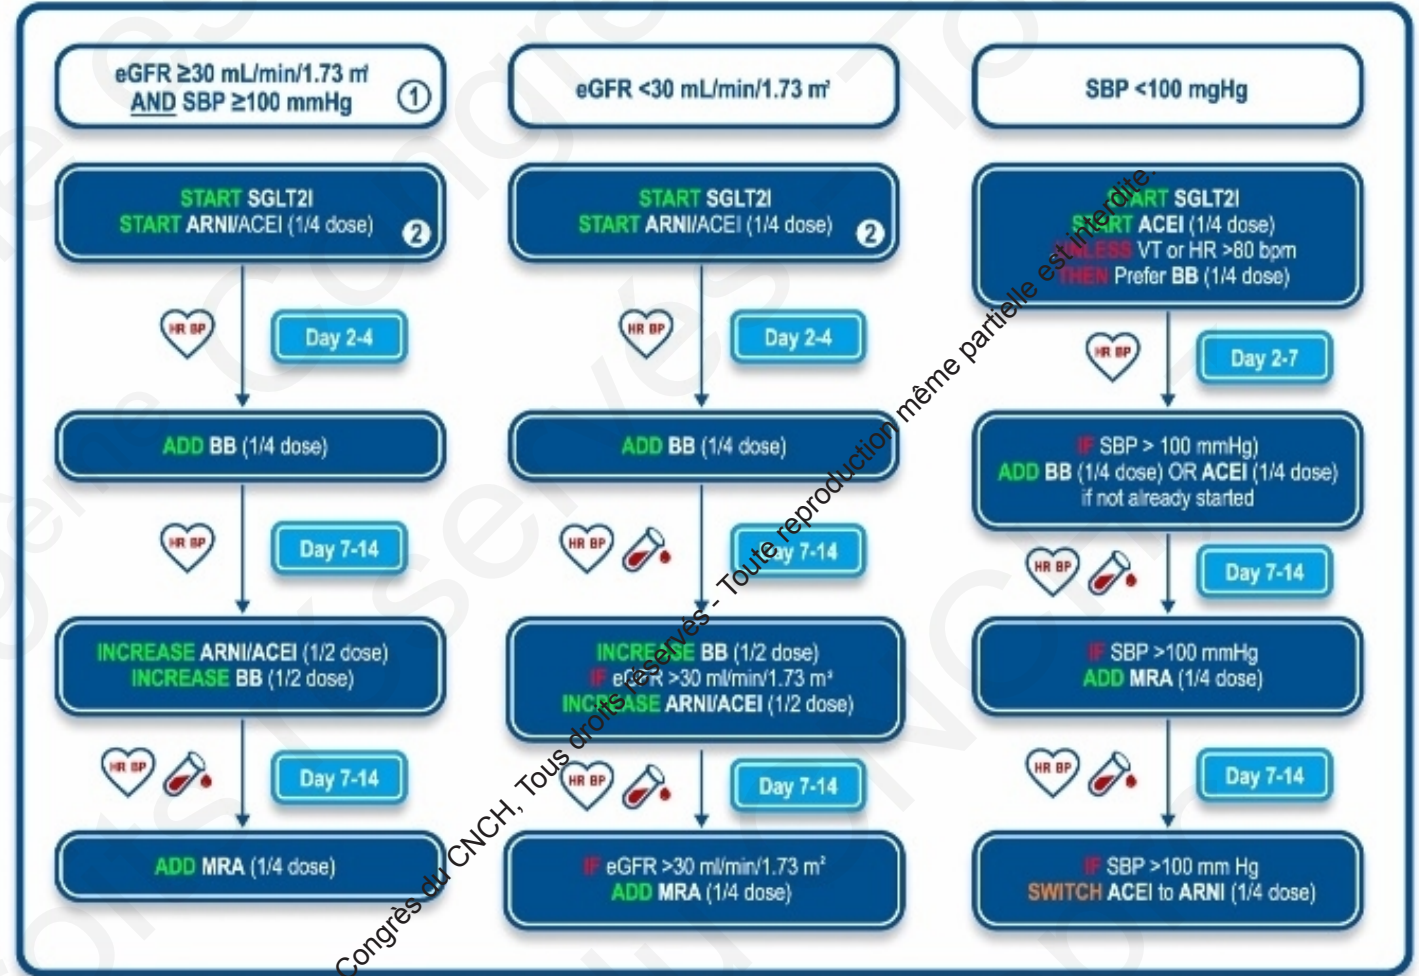 eGFR ≥30 mL/min/1.73 m²
AND SBP ≥100 mmHg
1
START SGLT2I
START ARNI/ACEI (1/4 dose)
2
HR BP
Day 2-4
ADD BB (1/4 dose)
HR BP
Day 7-14
INCREASE ARNI/ACEI (1/2 dose)
INCREASE BB (1/2 dose)
HR BP
Day 7-14
ADD MRA (1/4 dose)
eGFR <30 mL/min/1.73 m²
START SGLT2I
START ARNI/ACEI (1/4 dose)
2
HR BP
Day 2-4
ADD BB (1/4 dose)
HR BP
Day 7-14
INCREASE BB (1/2 dose)
IF eGFR >30 ml/min/1.73 m²
INCREASE ARNI/ACEI (1/2 dose)
HR BP
Day 7-14
IF eGFR >30 ml/min/1.73 m²
ADD MRA (1/4 dose)
SBP <100 mgHg
START SGLT2I
START ACEI (1/4 dose)
UNLESS VT or HR >80 bpm
THEN Prefer BB (1/4 dose)
HR BP
Day 2-7
IF SBP > 100 mmHg)
ADD BB (1/4 dose) OR ACEI (1/4 dose)
if not already started
HR BP
Day 7-14
IF SBP >100 mmHg
ADD MRA (1/4 dose)
HR BP
Day 7-14
IF SBP >100 mm Hg
SWITCH ACEI to ARNI (1/4 dose)
Congrès du CNCH, Tous droits réservés - Toute reproduction même partielle est interdite.